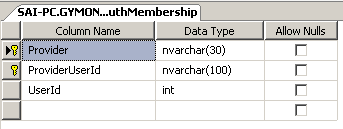 SAI-PC.GYMON...uthMembership
Column Name Data Type Allow Nulls
Provider nvarchar(30)
ProviderUserId nvarchar(100)
UserId int